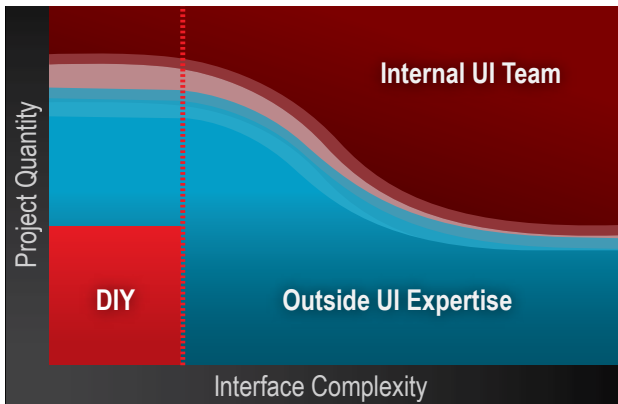 Internal UI Team
Project Quantity
DIY
Outside UI Expertise
Interface Complexity